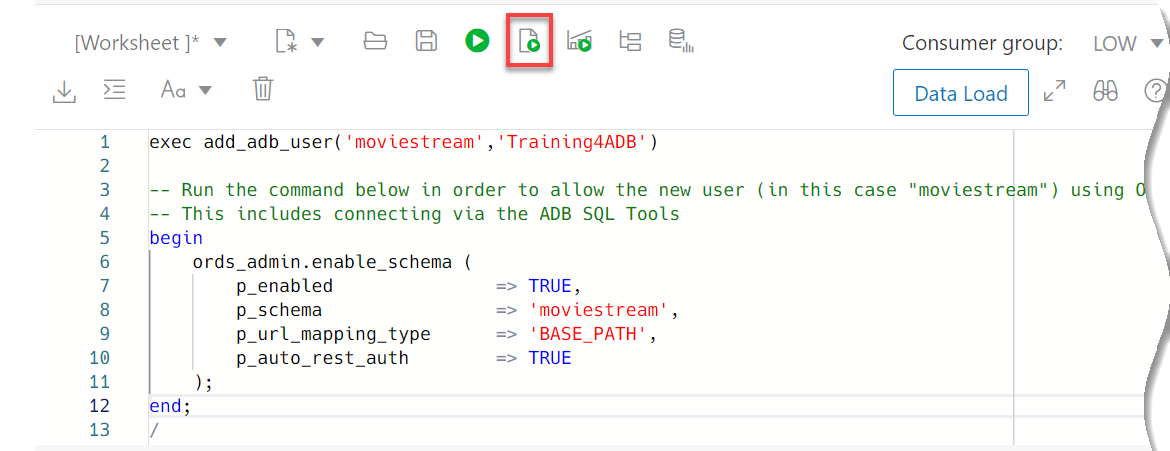 [Worksheet ]*
Consumer group: LOW
Aa
Data Load
1 exec add_adb_user('moviestream','Training4ADB')
2
3 -- Run the command below in order to allow the new user (in this case "moviestream") using
4 -- This includes connecting via the ADB SQL Tools
5 begin
6 ords_admin.enable_schema (
7 p_enabled => TRUE,
8 p_schema => 'moviestream',
9 p_url_mapping_type => 'BASE_PATH',
10 p_auto_rest_auth => TRUE
11 );
12 end;
13 /